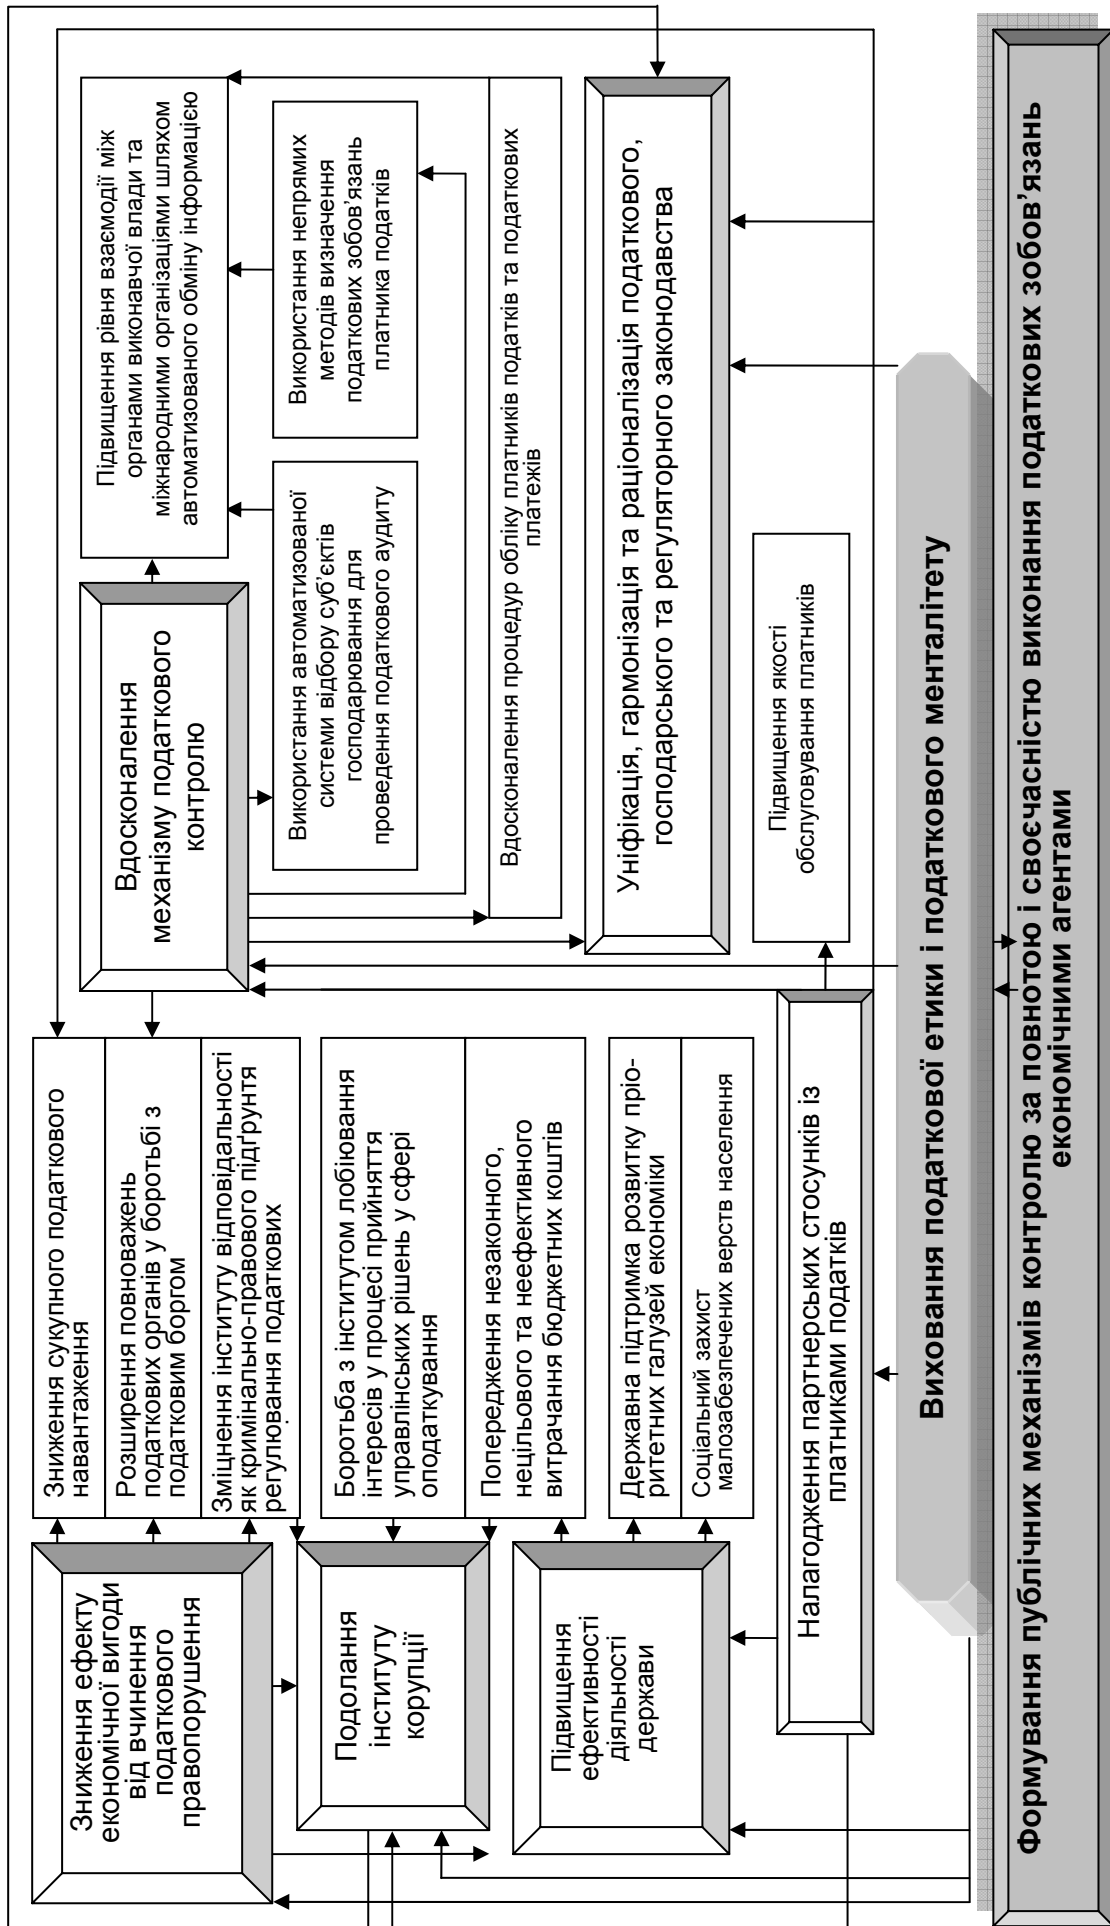 Зниження ефекту
економічної вигоди
від вчинення
податкового
правопорушення
Зниження сукупного податкового
навантаження
Розширення повноважень
податкових органів у боротьбі з
податковим боргом
Зміцнення інституту відповідальності
як кримінально-правового підґрунтя
регулювання податкових
Вдосконалення
механізму податкового
контролю
Підвищення рівня взаємодії між
органами виконавчої влади та
міжнародними організаціями шляхом
автоматизованого обміну інформацією
Використання автоматизованої
системи відбору суб’єктів
господарювання для
проведення податкового аудиту
Використання непрямих
методів визначення
податкових зобов’язань
платника податків
Вдосконалення процедур обліку платників податків та податкових
платежів
Подолання
інституту
корупції
Боротьба з інститутом лобіювання
інтересів у процесі прийняття
управлінських рішень у сфері
оподаткування
Попередження незаконного,
нецільового та неефективного
витрачання бюджетних коштів
Уніфікація, гармонізація та раціоналізація податкового,
господарського та регуляторного законодавства
Підвищення
ефективності
діяльності
держави
Державна підтримка розвитку пріо-
ритетних галузей економіки
Соціальний захист
малозабезпечених верств населення
Підвищення якості
обслуговування платників
Налагодження партнерських стосунків із
платниками податків
Виховання податкової етики і податкового менталітету
Формування публічних механізмів контролю за повнотою і своєчасністю виконання податкових зобов’язань
економічними агентами